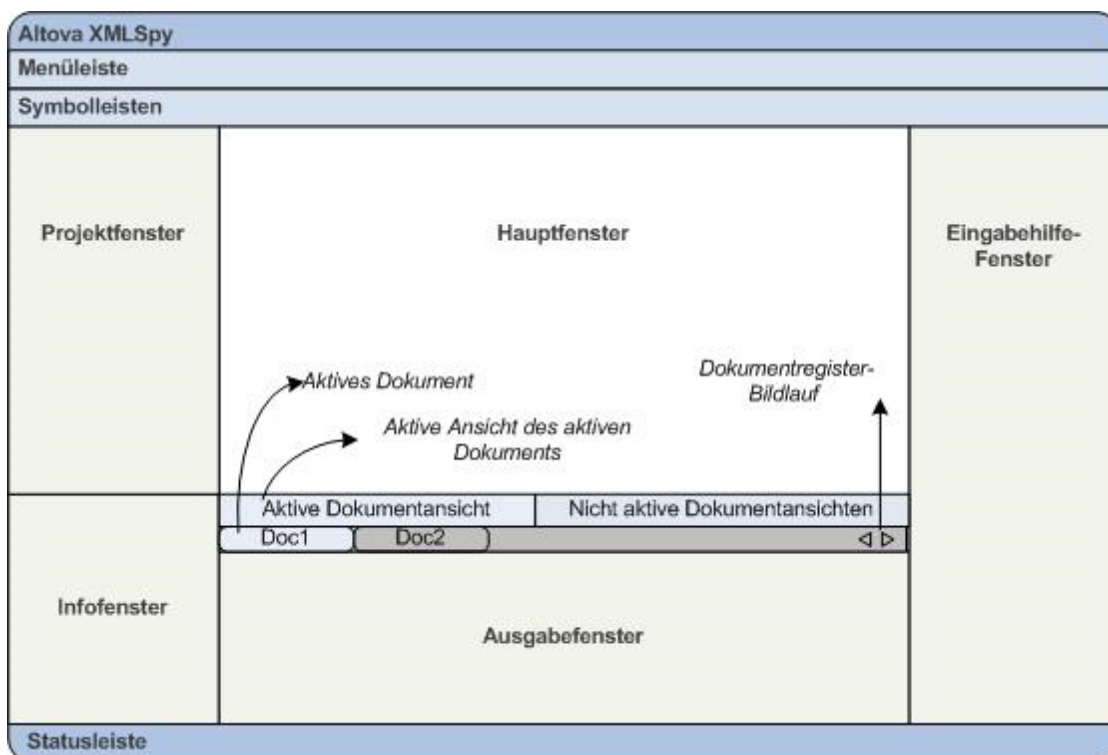 Altova XMLSpy
Menüleiste
Symbolleisten
Projektfenster
Hauptfenster
Eingabehilfe-
Fenster
Aktives Dokument
Dokumentregister-
Bildlauf
Aktive Ansicht des aktiven
Dokuments
Aktive Dokumentansicht
Nicht aktive Dokumentansichten
Doc1
Doc2
Infofenster
Ausgabefenster
Statusleiste